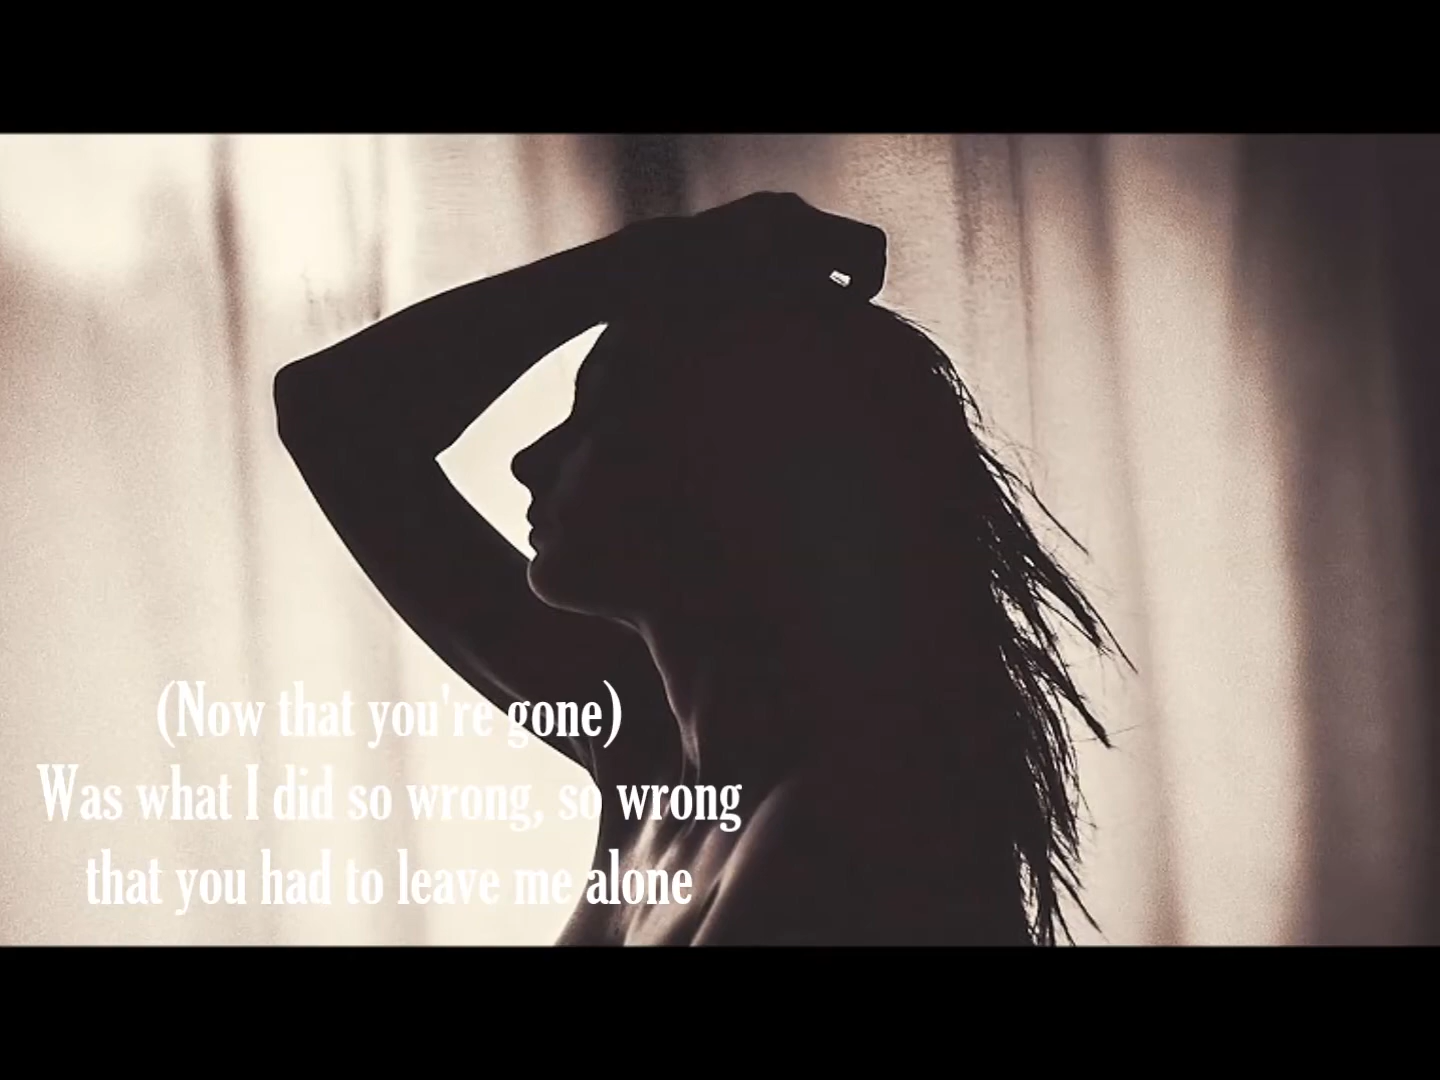 (Now that you're gone)
Was what I did so wrong, so wrong
that you had to leave me alone